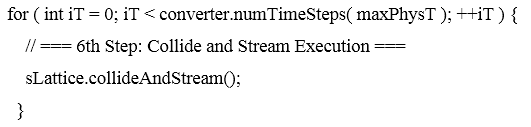 for ( int iT = 0; iT < converter.numTimeSteps( maxPhysT ); ++iT ) {
// === 6th Step: Collide and Stream Execution ===
sLattice.collideAndStream();
}